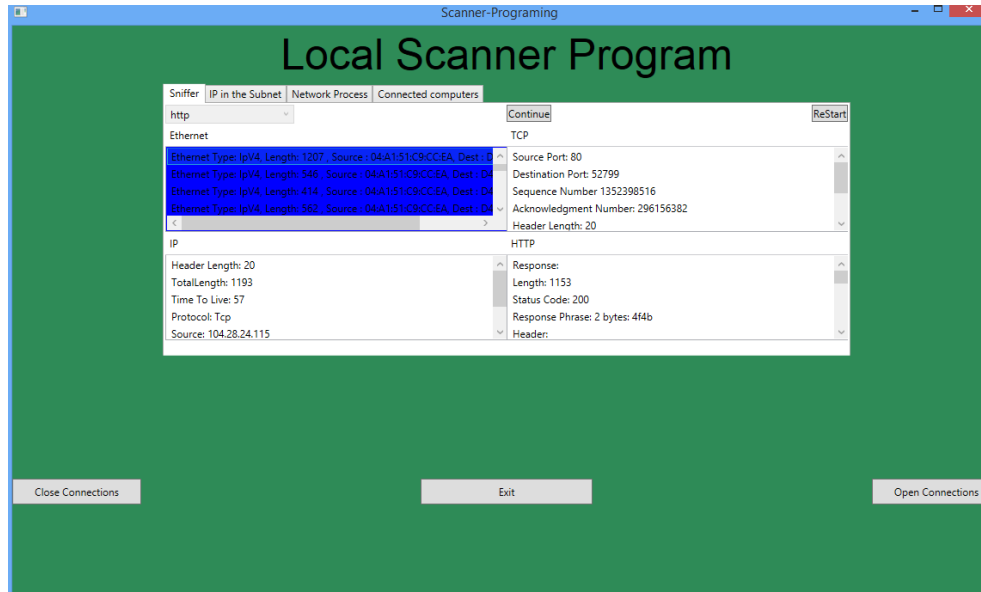 Scanner-Programing
Local Scanner Program
Sniffer IP in the Subnet Network Process Connected computers
http Continue ReStart
Ethernet
Ethernet Type: IpV4, Length: 1207 , Source : 04:A1:51:C9:CC:EA, Dest : D
Ethernet Type: IpV4, Length: 548 , Source : 04:A1:51:C9:CC:EA, Dest : D4
Ethernet Type: IpV4, Length: 414 , Source : 04:A1:51:C9:CC:EA, Dest : D4
Ethernet Type: IpV4, Length: 562 , Source : 04:A1:51:C9:CC:EA, Dest : D4
TCP
Source Port: 80
Destination Port: 52799
Sequence Number 1352398516
Acknowledgment Number: 296156382
Header Length: 20
IP
Header Length: 20
TotalLength: 1193
Time To Live: 57
Protocol: Tcp
Source: 104.28.24.115
HTTP
Response:
Length: 1153
Status Code: 200
Response Phrase: 2 bytes: 4f4b
Header:
Close Connections Exit Open Connections